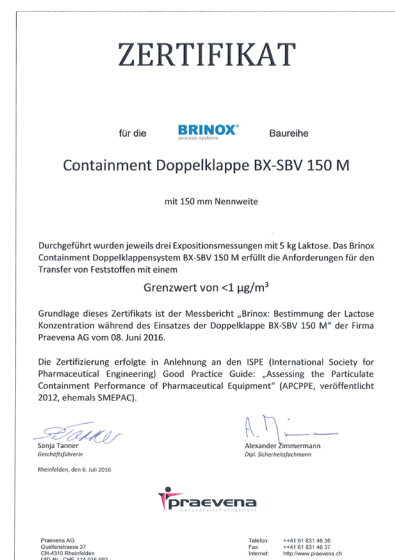 ZERTIFIKAT
für die BRINOX® Baureihe
process systems
Containment Doppelklappe BX-SBV 150 M
mit 150 mm Nennweite
Durchgeführt wurden jeweils drei Expositionsmessungen mit 5 kg Laktose. Das Brinox
Containment Doppelklappensystem BX-SBV 150 M erfüllt die Anforderungen für den
Transfer von Feststoffen mit einem
Grenzwert von <1 µg/m³
Grundlage dieses Zertifikats ist der Messbericht „Brinox: Bestimmung der Lactose
Konzentration während des Einsatzes der Doppelklappe BX-SBV 150 M" der Firma
Praevena AG vom 08. Juni 2016.
Die Zertifizierung erfolgte in Anlehnung an den ISPE (International Society for
Pharmaceutical Engineering) Good Practice Guide: „Assessing the Particulate
Containment Performance of Pharmaceutical Equipment" (APCPPE, veröffentlicht
2012, ehemals SMEPAC).
Sonja Tanner
Geschäftsführerin
Alexander Zimmermann
Dipl. Sicherheitsfachmann
Rheinfelden, den 6. Juli 2016
praevena
gesundheitsmanagement
Praevena AG
Quellenstrasse 37
CH-4310 Rheinfelden
Telefon: ++41 61 831 46 36
Fax: ++41 61 831 46 37
Internet: http://www.praevena.ch